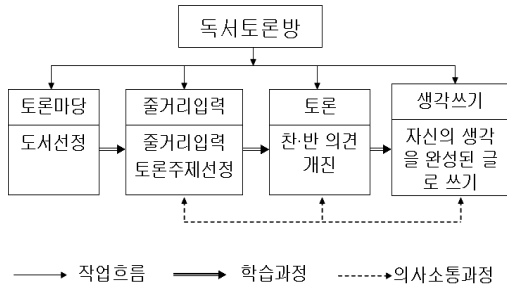 독서토론방
토론마당
도서선정
줄거리입력
줄거리입력
토론주제선정
토론
찬·반 의견
개진
생각쓰기
자신의 생각
을 완성된 글
로 쓰기
작업흐름
학습과정
의사소통과정